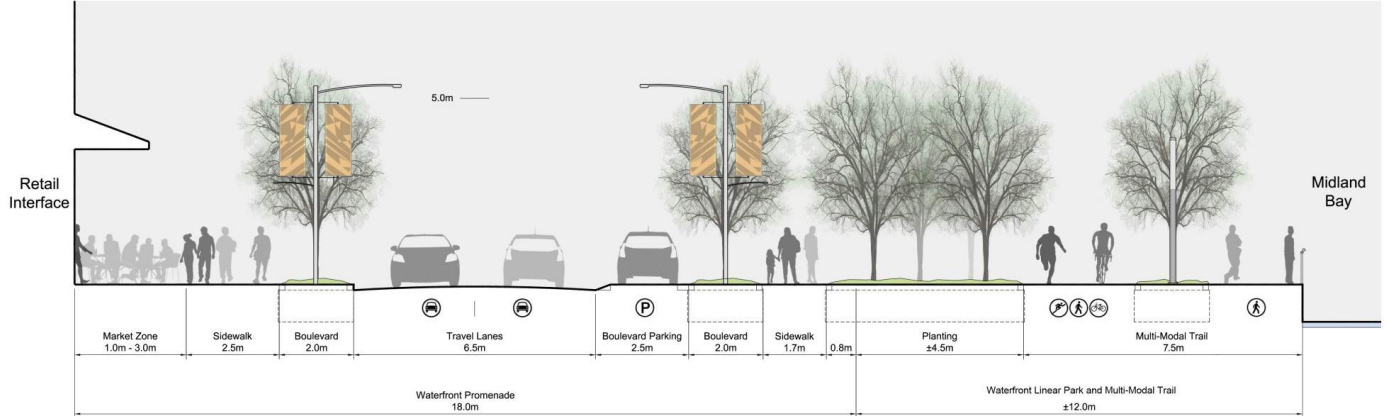 5.0m
Retail
Interface
Midland
Bay
P
Market Zone
1.0m - 3.0m
Sidewalk
2.5m
Boulevard
2.0m
Travel Lanes
6.5m
Boulevard Parking
2.5m
Boulevard
2.0m
Sidewalk
1.7m
0.8m
Planting
±4.5m
Multi-Modal Trail
7.5m
Waterfront Promenade
18.0m
Waterfront Linear Park and Multi-Modal Trail
±12.0m